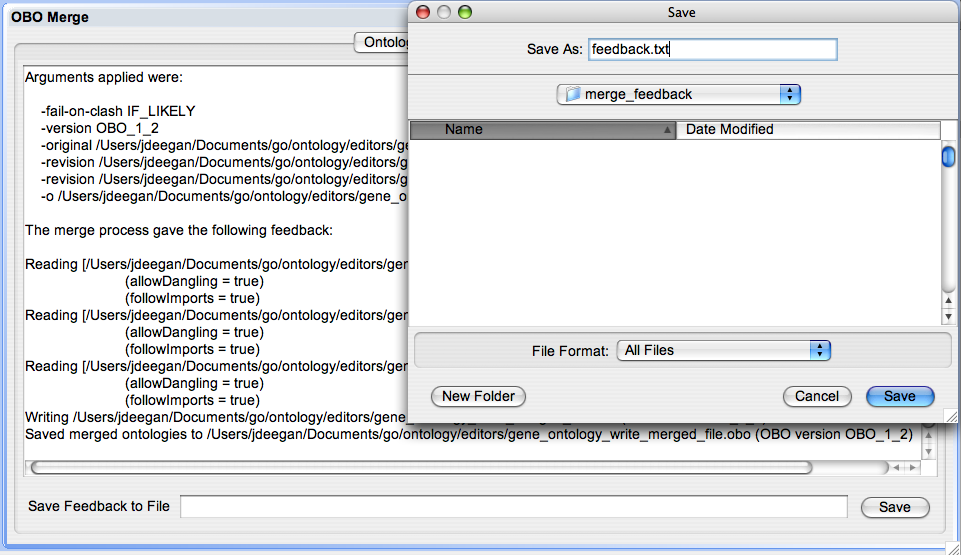 OBO Merge
Arguments applied were:
-fail-on-clash IF_LIKELY
-version OBO_1_2
-original /Users/jdeegan/Documents/go/ontology/editors/
-revision /Users/jdeegan/Documents/go/ontology/editors/
-revision /Users/jdeegan/Documents/go/ontology/editors/
-o /Users/jdeegan/Documents/go/ontology/editors/gene_o
The merge process gave the following feedback:
Reading [/Users/jdeegan/Documents/go/ontology/editors/gen
(allowDangling = true)
(followImports = true)
Reading [/Users/jdeegan/Documents/go/ontology/editors/gen
(allowDangling = true)
(followImports = true)
Reading [/Users/jdeegan/Documents/go/ontology/editors/gen
(allowDangling = true)
(followImports = true)
Writing /Users/jdeegan/Documents/go/ontology/editors/gene_
Saved merged ontologies to /Users/jdeegan/Documents/go/ontology/editors/gene_ontology_write_merged_file.obo (OBO version OBO_1_2)
Save Feedback to File
Save
Save
Save As: feedback.txt
merge_feedback
Name Date Modified
File Format: All Files
New Folder Cancel Save